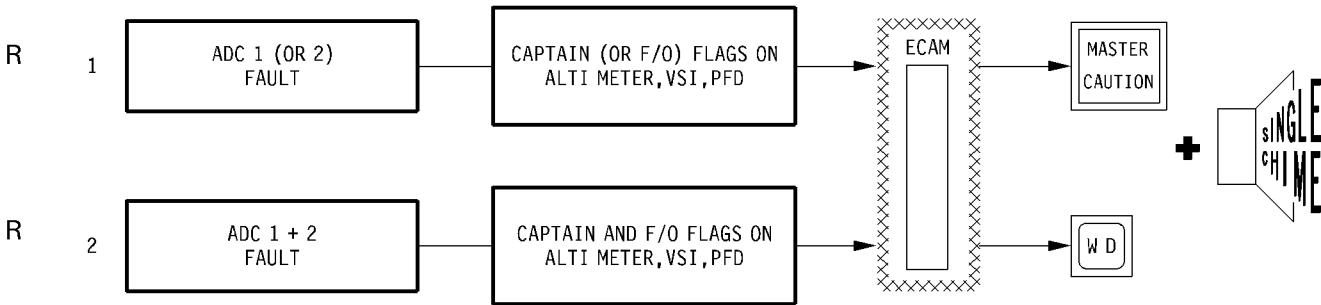 R
1
ADC 1 (OR 2)
FAULT
CAPTAIN (OR F/O) FLAGS ON
ALTI METER,VSI,PFD
ECAM
MASTER
CAUTION
+
SINGLE
CHIME
R
2
ADC 1 + 2
FAULT
CAPTAIN AND F/O FLAGS ON
ALTI METER,VSI,PFD
W D